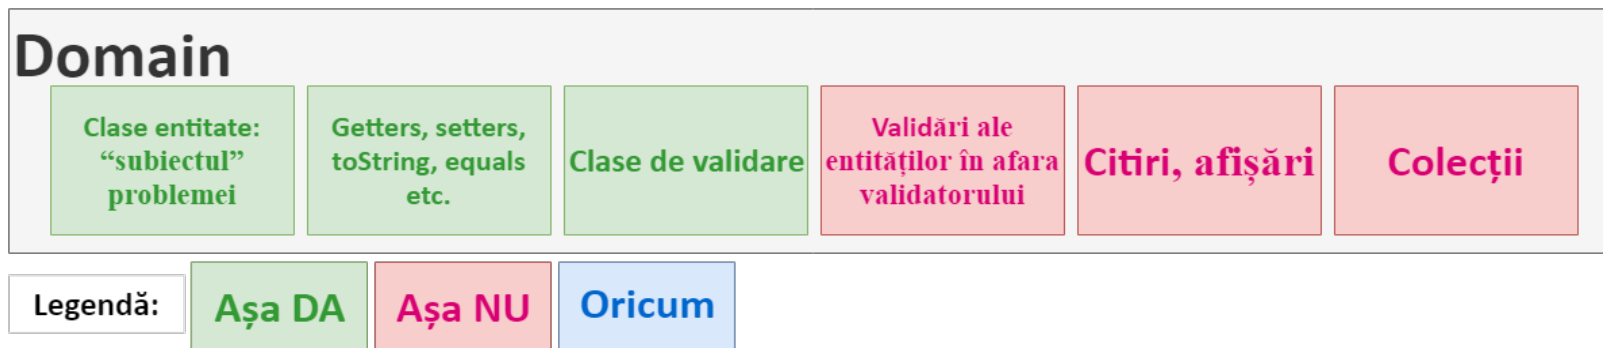 Domain
Clase entitate:
“subiectul”
problemei
Getters, setters,
toString, equals
etc.
Clase de validare
Validări ale
entităților în afara
validatorului
Citiri, afișări
Colecții
Legendă:
Așa DA
Așa NU
Oricum